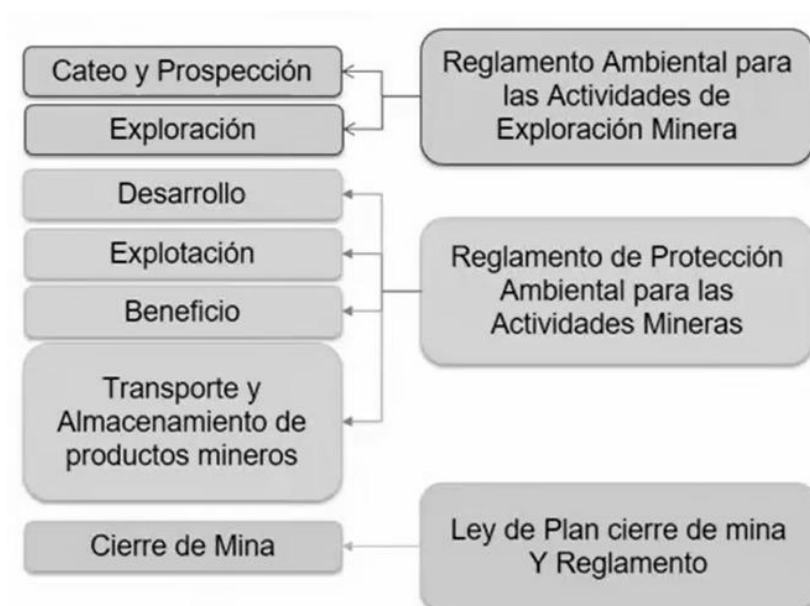 Cateo y Prospección
Exploración
Desarrollo
Explotación
Beneficio
Transporte y
Almacenamiento de
productos mineros
Cierre de Mina
Reglamento Ambiental para
las Actividades de
Exploración Minera
Reglamento de Protección
Ambiental para las
Actividades Mineras
Ley de Plan cierre de mina
Y Reglamento